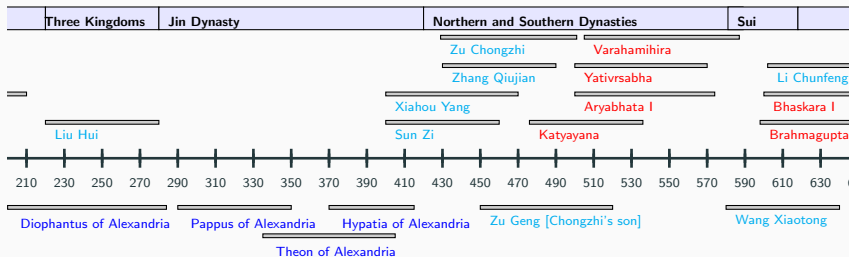 Three Kingdoms Jin Dynasty Northern and Southern Dynasties Sui
Zu Chongzhi Varahamihira
Zhang Qiujian Yativrsabha Li Chunfeng
Xiahou Yang Aryabhata I Bhaskara I
Liu Hui Sun Zi Katyayana Brahmagupta
210 230 250 270 290 310 330 350 370 390 410 430 450 470 490 510 530 550 570 590 610 630
Diophantus of Alexandria Pappus of Alexandria Hypatia of Alexandria Zu Geng [Chongzhi's son] Wang Xiaotong
Theon of Alexandria